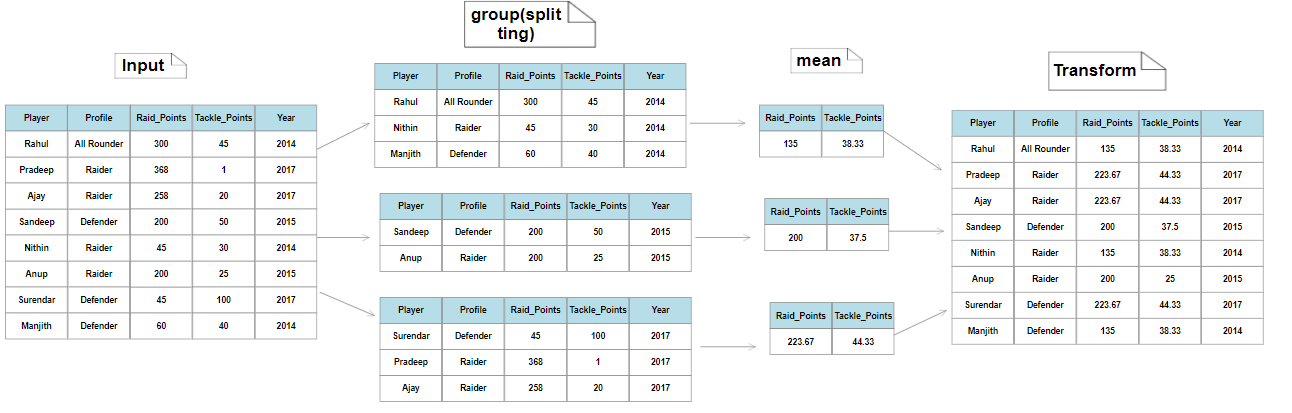 Input
Player Profile Raid_Points Tackle_Points Year
Rahul All Rounder 300 45 2014
Pradeep Raider 368 1 2017
Ajay Raider 258 20 2017
Sandeep Defender 200 50 2015
Nithin Raider 45 30 2014
Anup Raider 200 25 2015
Surendar Defender 45 100 2017
Manjith Defender 60 40 2014
group(split
ting)
Player Profile Raid_Points Tackle_Points Year
Rahul All Rounder 300 45 2014
Nithin Raider 45 30 2014
Manjith Defender 60 40 2014
Player Profile Raid_Points Tackle_Points Year
Sandeep Defender 200 50 2015
Anup Raider 200 25 2015
Player Profile Raid_Points Tackle_Points Year
Surendar Defender 45 100 2017
Pradeep Raider 368 1 2017
Ajay Raider 258 20 2017
mean
Raid_Points Tackle_Points
135 38.33
Raid_Points Tackle_Points
200 37.5
Raid_Points Tackle_Points
223.67 44.33
Transform
Player Profile Raid_Points Tackle_Points Year
Rahul All Rounder 135 38.33 2014
Pradeep Raider 223.67 44.33 2017
Ajay Raider 223.67 44.33 2017
Sandeep Defender 200 37.5 2015
Nithin Raider 135 38.33 2014
Anup Raider 200 25 2015
Surendar Defender 223.67 44.33 2017
Manjith Defender 135 38.33 2014